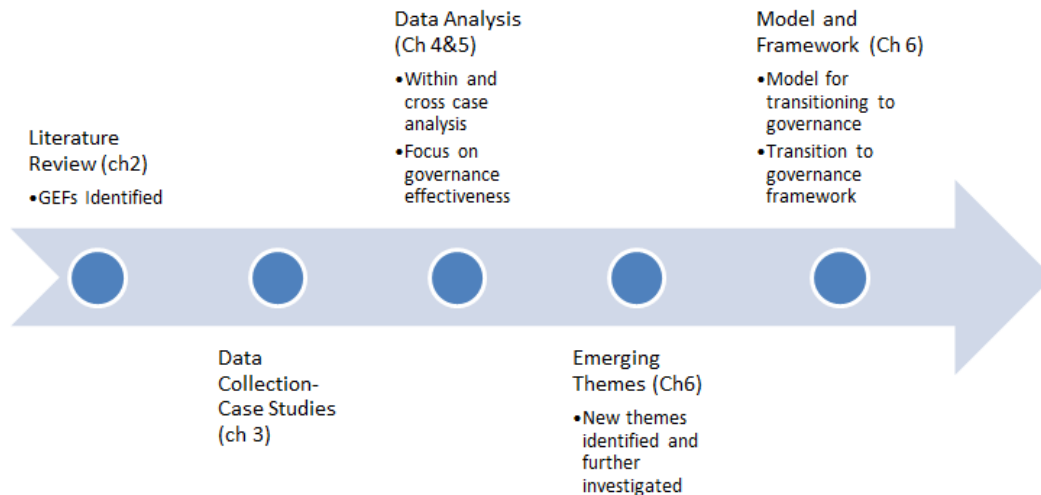 Literature
Review (ch2)
•GEFs Identified
Data
Collection-
Case Studies
(ch 3)
Data Analysis
(Ch 4&5)
•Within and
cross case
analysis
•Focus on
governance
effectiveness
Emerging
Themes (Ch6)
•New themes
identified and
further
investigated
Model and
Framework (Ch 6)
•Model for
transitioning to
governance
•Transition to
governance
framework